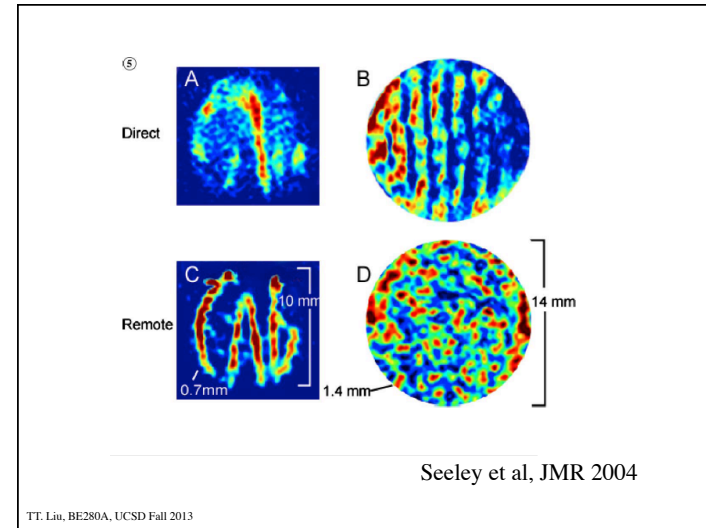 ⑤
A
B
Direct
C
D
10 mm
14 mm
Remote
0.7mm
1.4 mm
Seeley et al, JMR 2004
TT. Liu, BE280A, UCSD Fall 2013